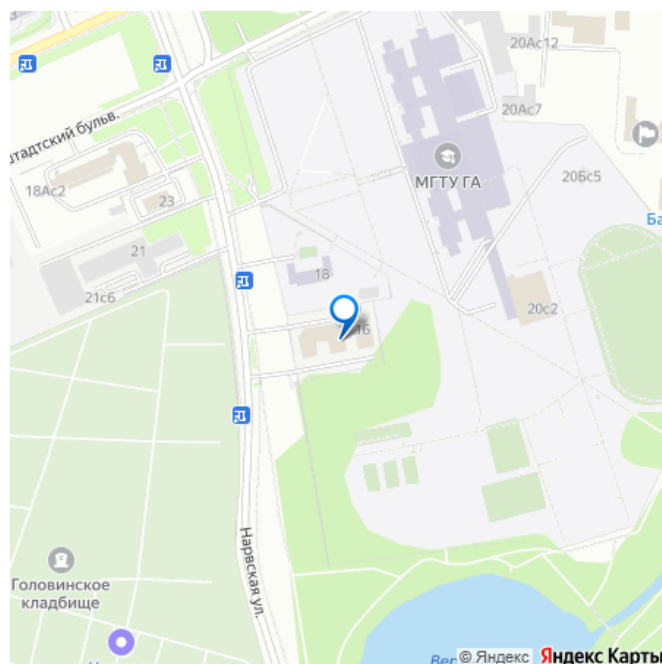 20Ас12
20Ас7
штадтский бульв.
МГТУ ГА
20Бс5
18Ас2
23
Ба
21
18
21с6
16
20с2
Нарвская ул.
Головинское
кладбище
Вер
© Яндекс Яндекс Карты